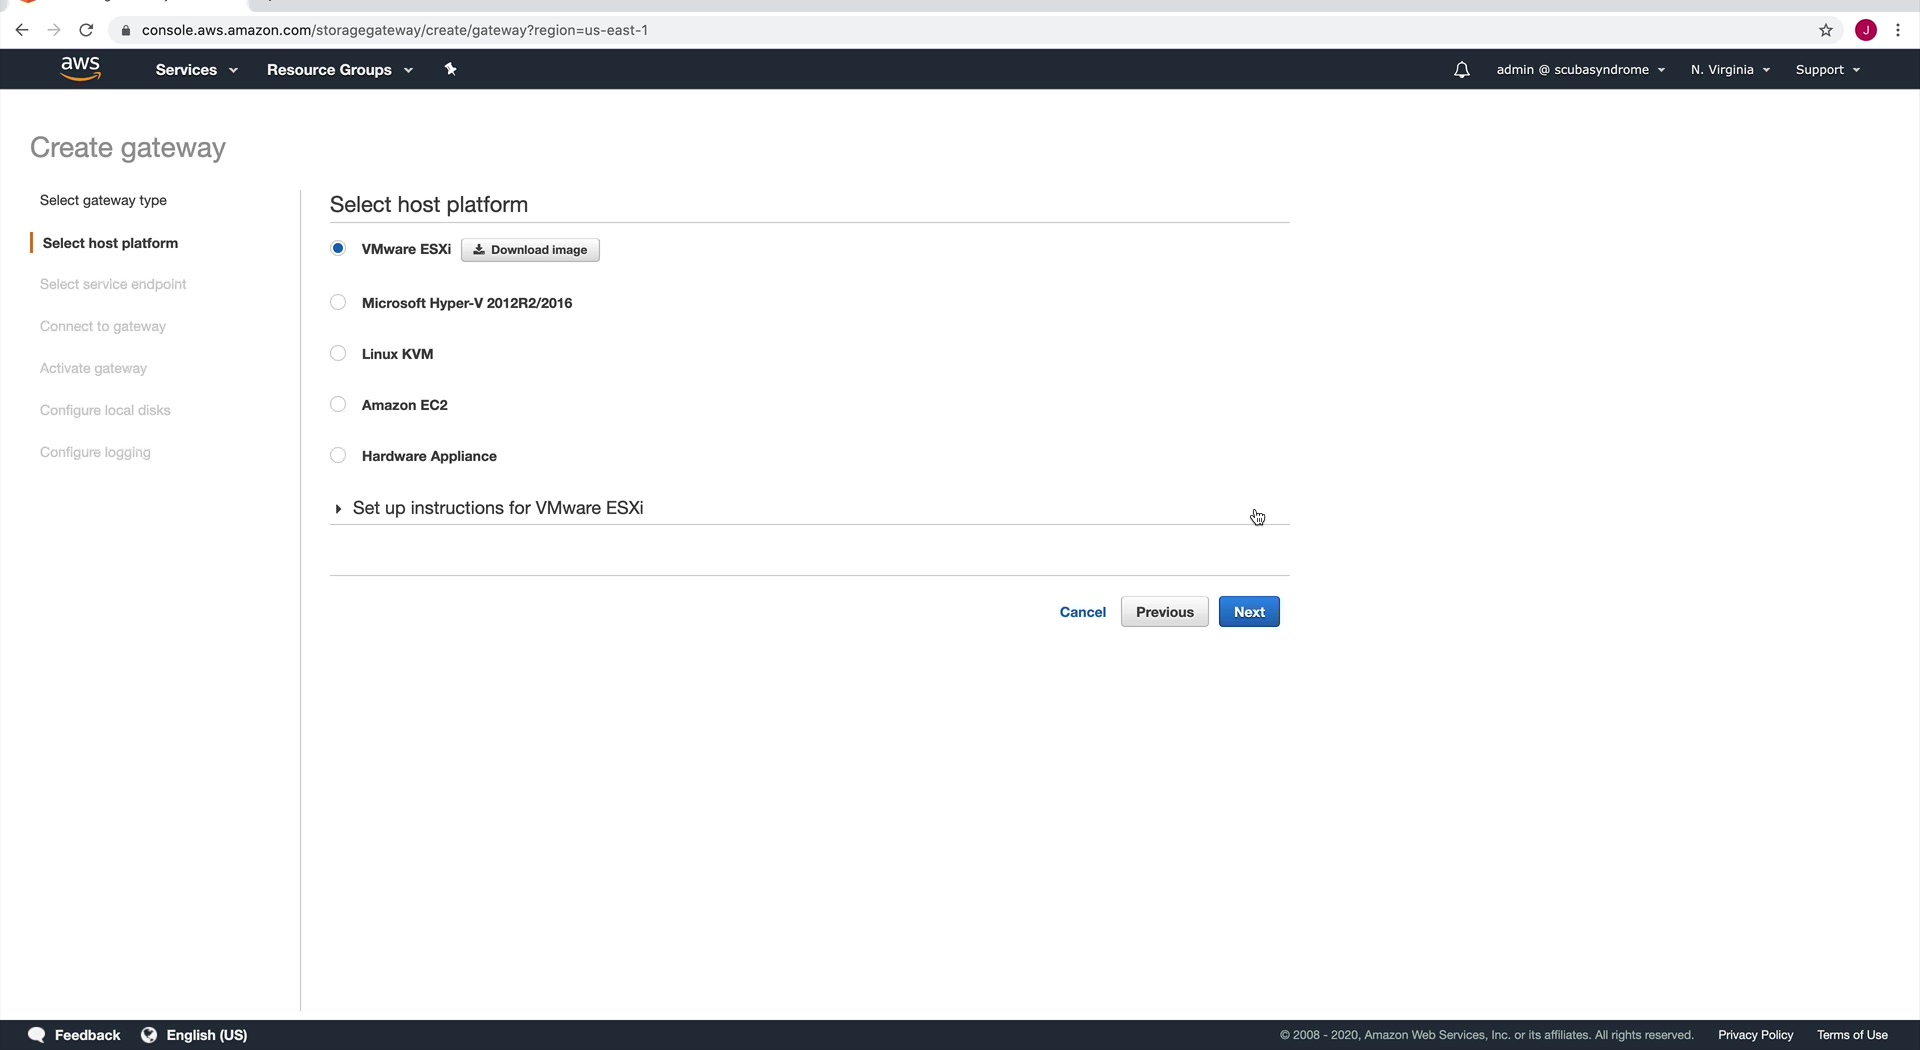 console.aws.amazon.com/storagegateway/create/gateway?region=us-east-1
J
aws
Services
Resource Groups
admin @ scubasyndrome
N. Virginia
Support
Create gateway
Select gateway type
Select host platform
Select service endpoint
Connect to gateway
Activate gateway
Configure local disks
Configure logging
Select host platform
VMware ESXi
Download image
Microsoft Hyper-V 2012R2/2016
Linux KVM
Amazon EC2
Hardware Appliance
Set up instructions for VMware ESXi
Cancel
Previous
Next
Feedback
English (US)
© 2008 - 2020, Amazon Web Services, Inc. or its affiliates. All rights reserved.
Privacy Policy
Terms of Use